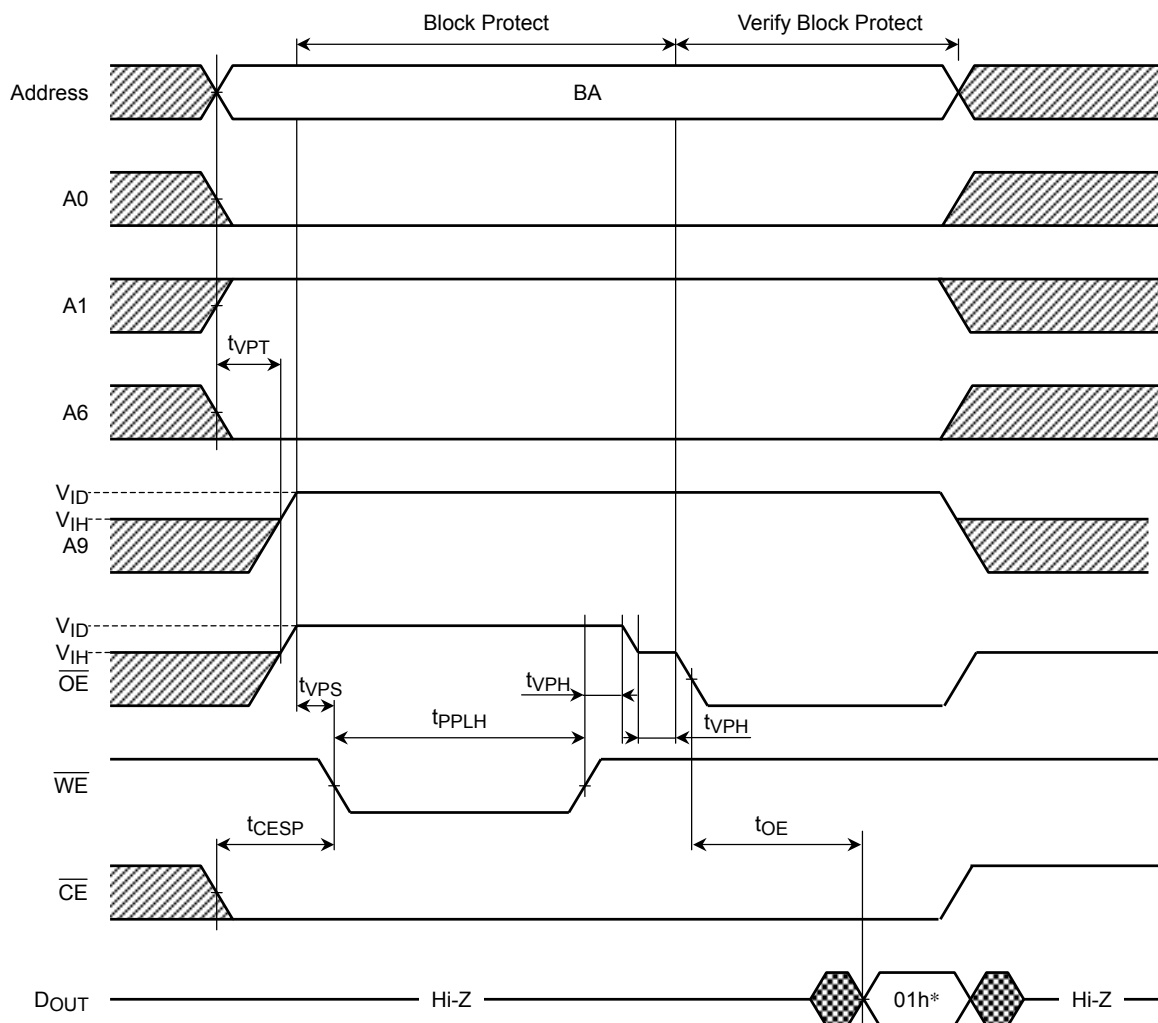 Block Protect
Verify Block Protect
Address
BA
A0
A1
tVPT
A6
VID
VIH
A9
VID
VIH
OE
tVPS
tVPH
tPPLH
tVPH
WE
tCESP
tOE
CE
DOUT
Hi-Z
01h*
Hi-Z